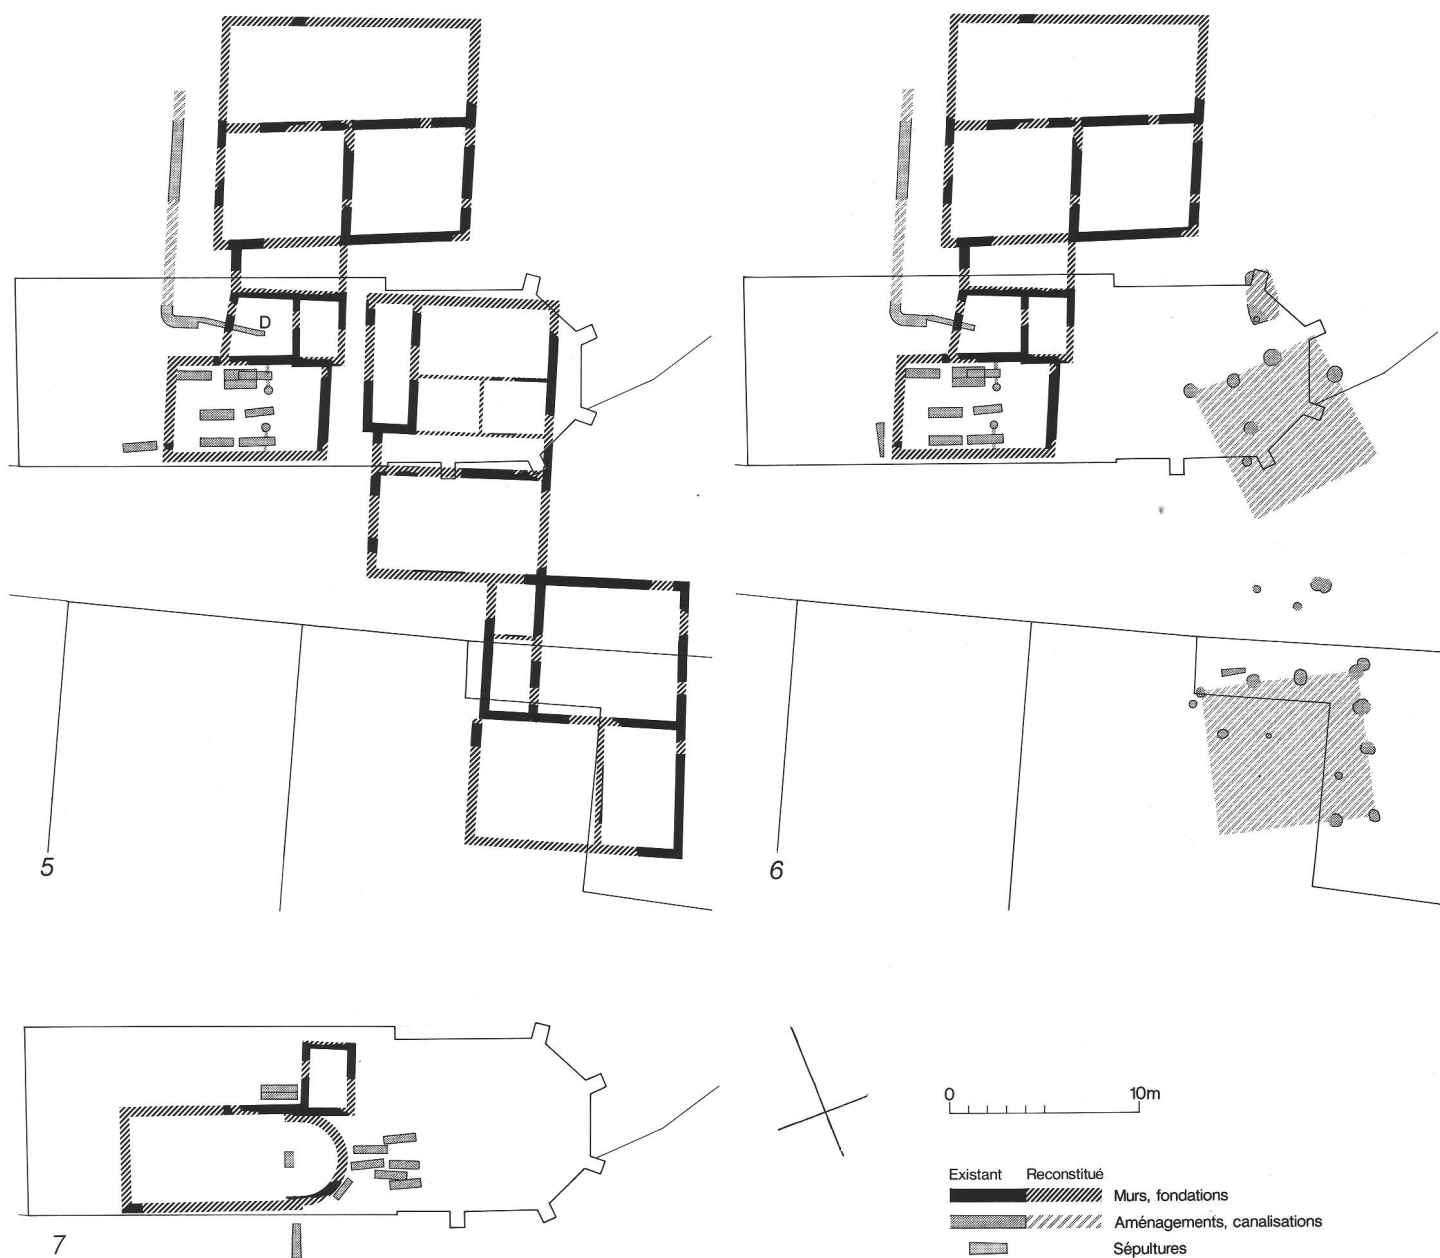 D
5
6
7
0 10m
Existant Reconstitué
Murs, fondations
Aménagements, canalisations
Sépultures